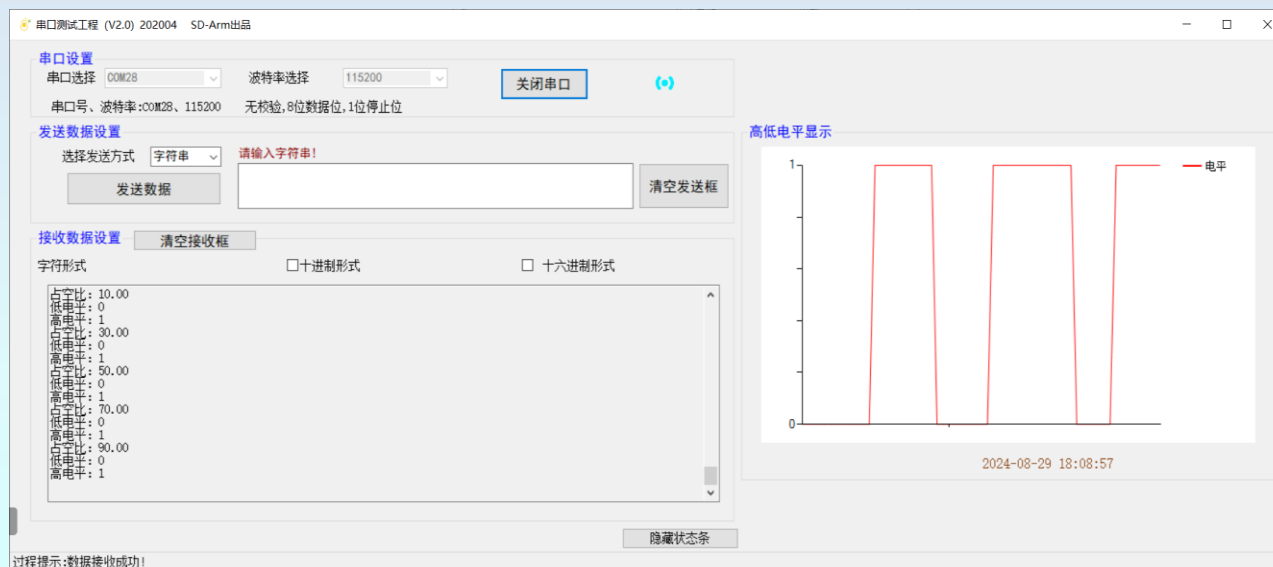 串口测试工程 (V2.0) 202004 SD-Arm出品
串口设置
串口选择 COM28 波特率选择 115200 关闭串口
串口号、波特率:COM28、115200 无校验,8位数据位,1位停止位
发送数据设置
选择发送方式 字符串 请输入字符串!
发送数据 清空发送框
接收数据设置 清空接收框
字符形式 十进制形式 十六进制形式
占空比: 10.00
低电平: 0
高电平: 1
占空比: 30.00
低电平: 0
高电平: 1
占空比: 50.00
低电平: 0
高电平: 1
占空比: 70.00
低电平: 0
高电平: 1
占空比: 90.00
低电平: 0
高电平: 1
高低电平显示
1
电平
0
2024-08-29 18:08:57
隐藏状态条
过程提示:数据接收成功!